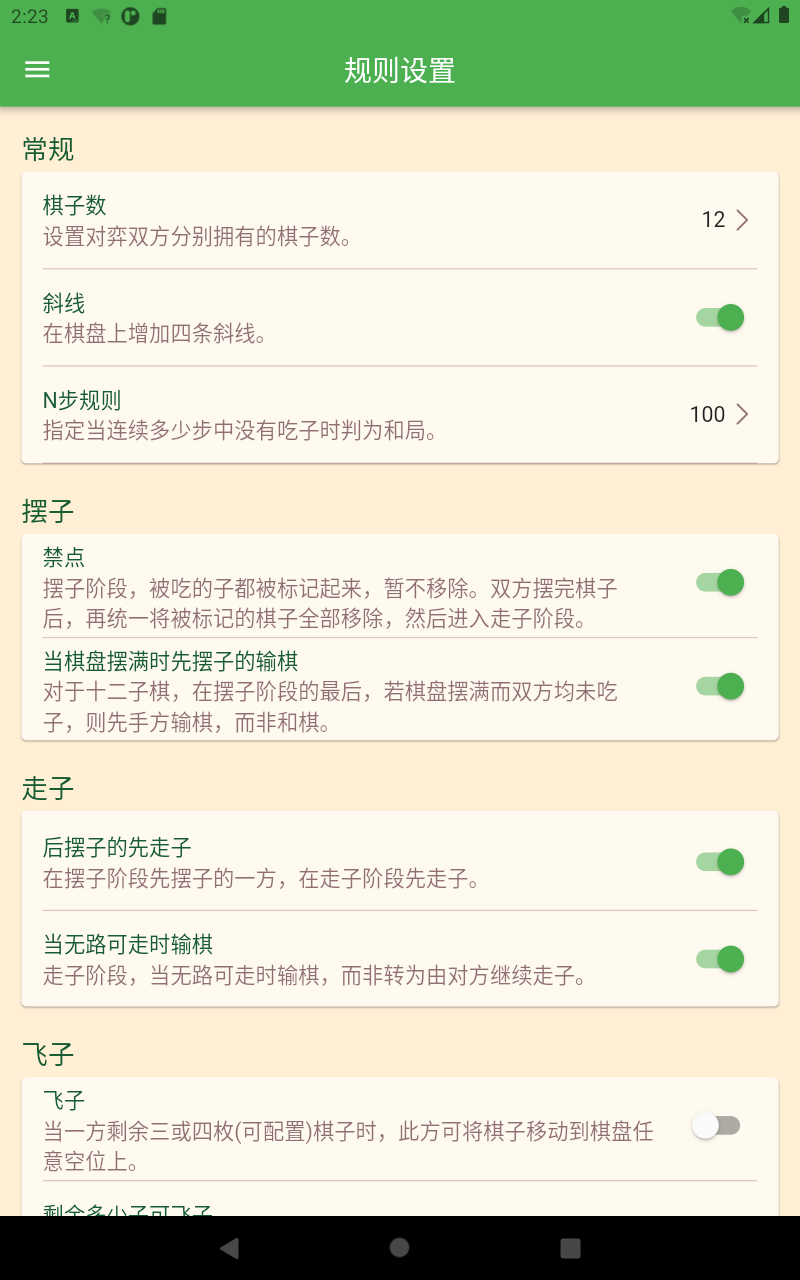 2:23
规则设置
常规
棋子数
设置对弈双方分别拥有的棋子数。
12
斜线
在棋盘上增加四条斜线。
N步规则
指定当连续多少步中没有吃子时判为和局。
100
摆子
禁点
摆子阶段，被吃的子都被标记起来，暂不移除。双方摆完棋子
后，再统一将被标记的棋子全部移除，然后进入走子阶段。
当棋盘摆满时先摆子的输棋
对于十二子棋，在摆子阶段的最后，若棋盘摆满而双方均未吃
子，则先手方输棋，而非和棋。
走子
后摆子的先走子
在摆子阶段先摆子的一方，在走子阶段先走子。
当无路可走时输棋
走子阶段，当无路可走时输棋，而非转为由对方继续走子。
飞子
飞子
当一方剩余三或四枚(可配置)棋子时，此方可将棋子移动到棋盘任
意空位上。
剩余多少子可飞子